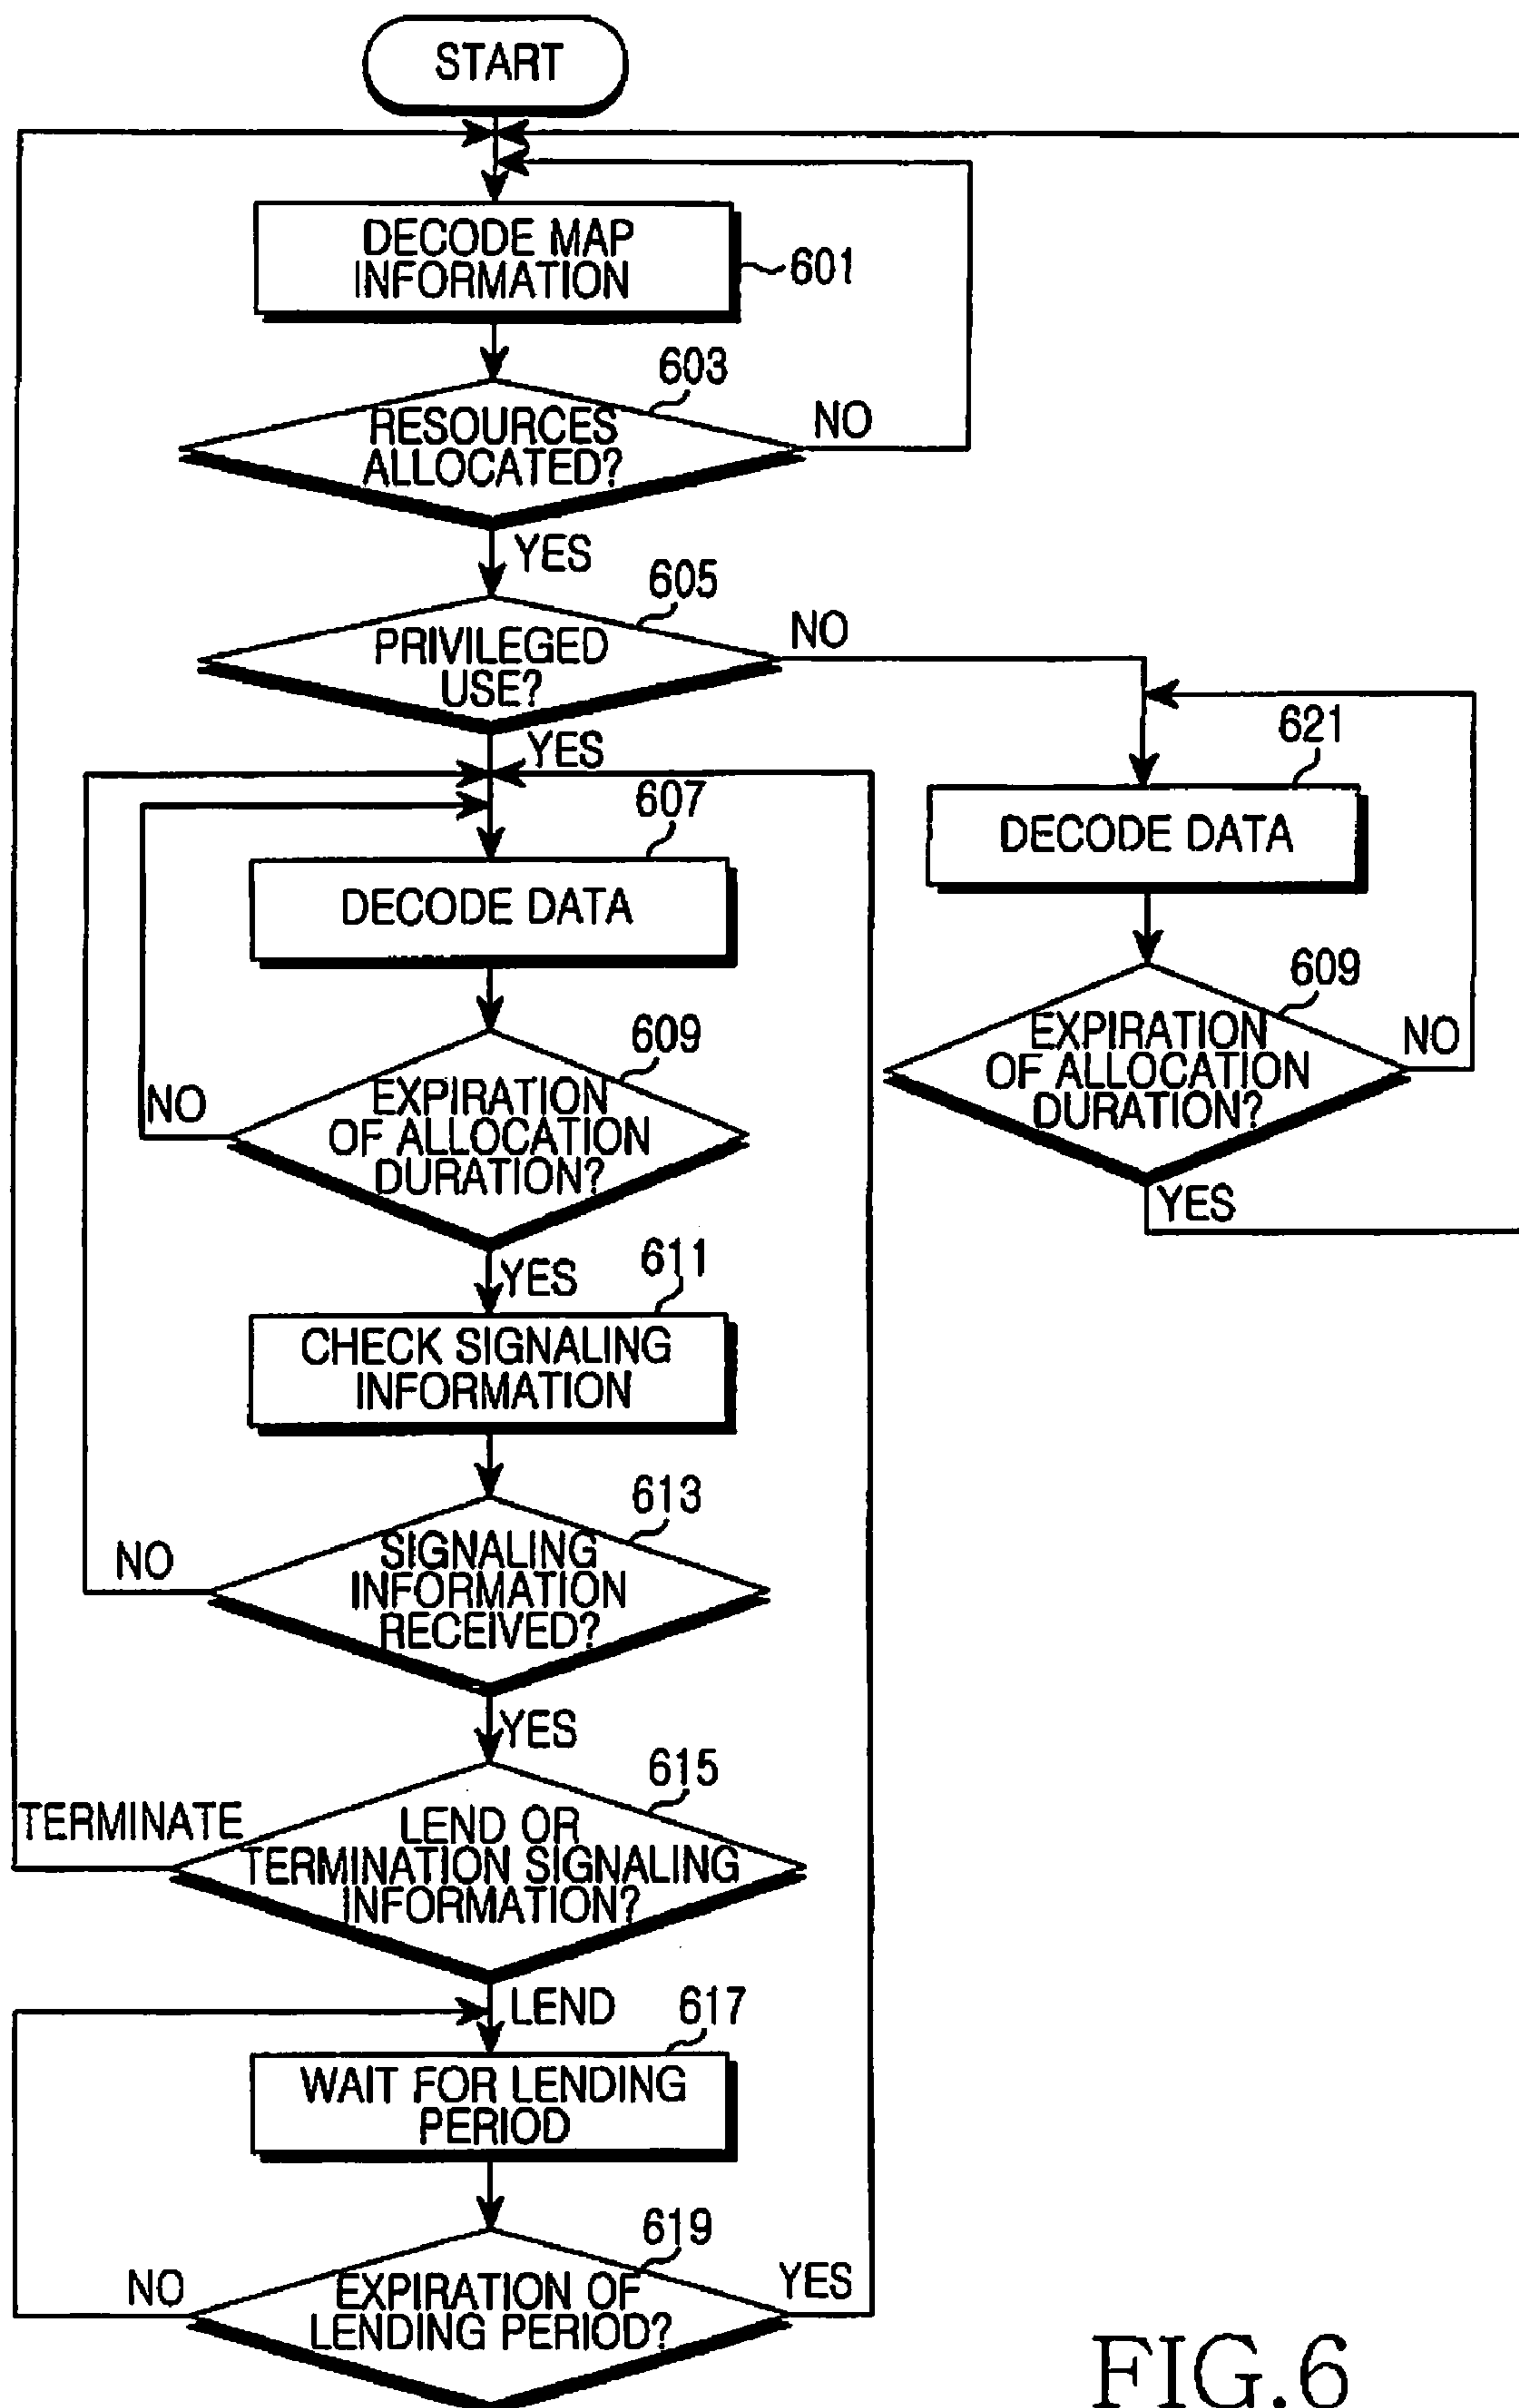 START
DECODE MAP
INFORMATION
601
603
RESOURCES
ALLOCATED?
NO
YES
605
PRIVILEGED
USE?
NO
YES
607
DECODE DATA
621
DECODE DATA
609
EXPIRATION
OF ALLOCATION
DURATION?
NO
YES
609
EXPIRATION
OF ALLOCATION
DURATION?
NO
YES
611
CHECK SIGNALING
INFORMATION
613
SIGNALING
INFORMATION
RECEIVED?
NO
YES
615
LEND OR
TERMINATION SIGNALING
INFORMATION?
TERMINATE
LEND
617
WAIT FOR LENDING
PERIOD
619
EXPIRATION OF
LENDING PERIOD?
NO
YES
FIG.6